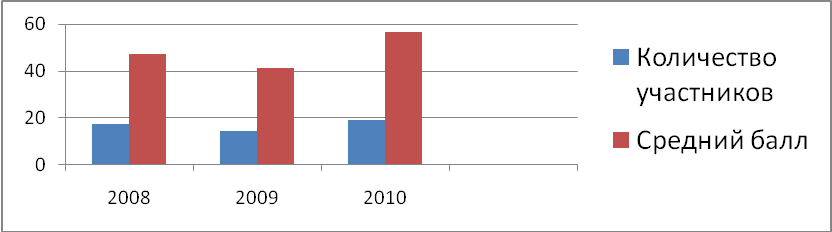 60
40
20
0
2008 2009 2010
Количество
участников
Средний балл